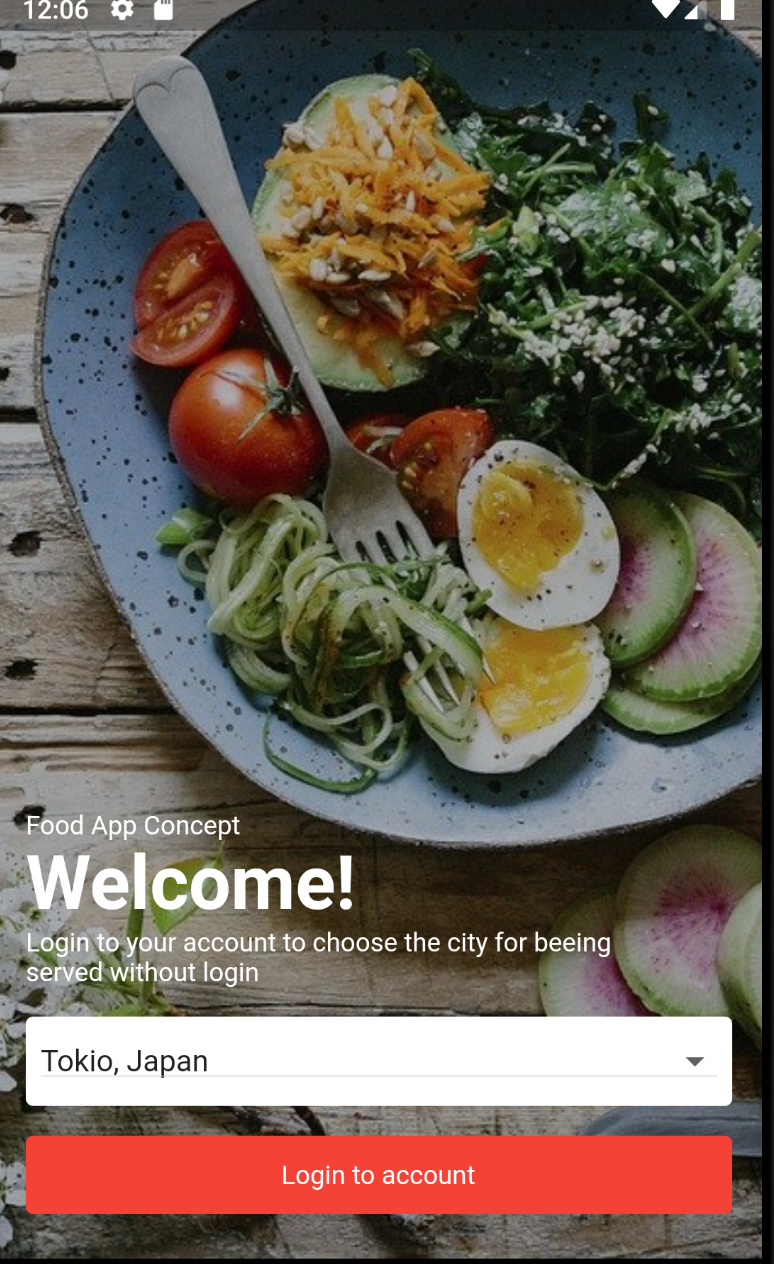 12:06
Food App Concept
Welcome!
Login to your account to choose the city for beeing
served without login
Tokio, Japan
Login to account